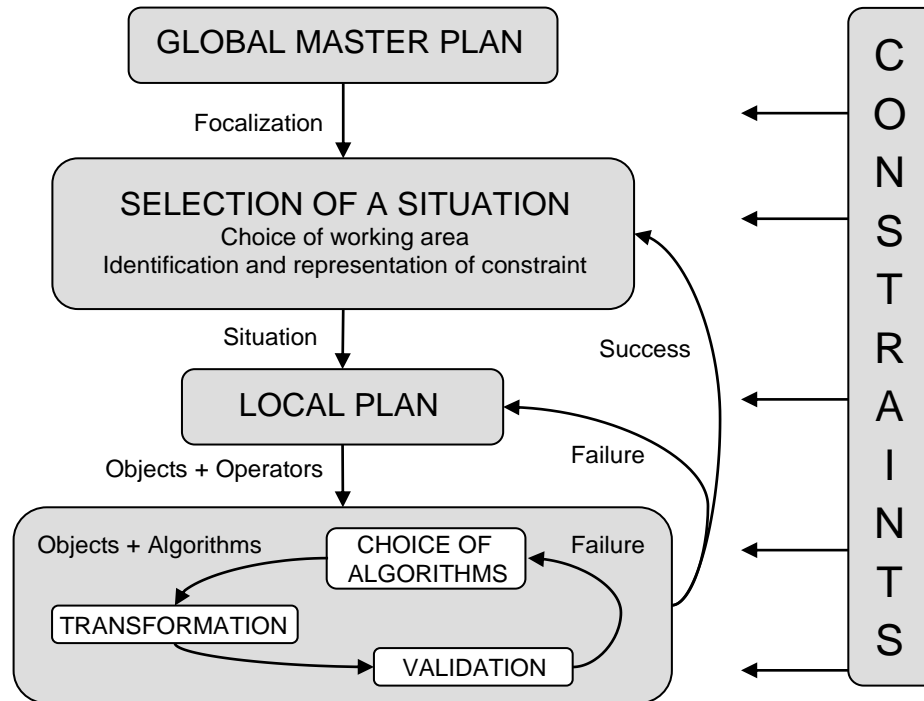 GLOBAL MASTER PLAN
Focalization
SELECTION OF A SITUATION
Choice of working area
Identification and representation of constraint
Situation
Success
LOCAL PLAN
Objects + Operators
Failure
Objects + Algorithms
CHOICE OF
ALGORITHMS
Failure
TRANSFORMATION
VALIDATION
C
O
N
S
T
R
A
I
N
T
S